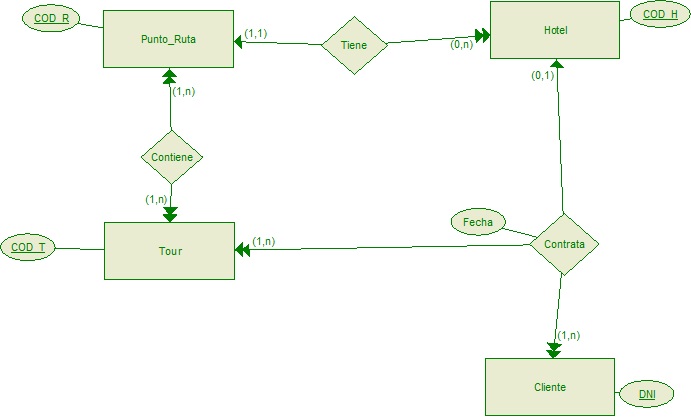 COD_R
Punto_Ruta
(1,1)
Tiene
(0,n)
Hotel
COD_H
(1,n)
(0,1)
Contiene
(1,n)
Fecha
COD_T
Tour
(1,n)
Contrata
(1,n)
Cliente
DNI